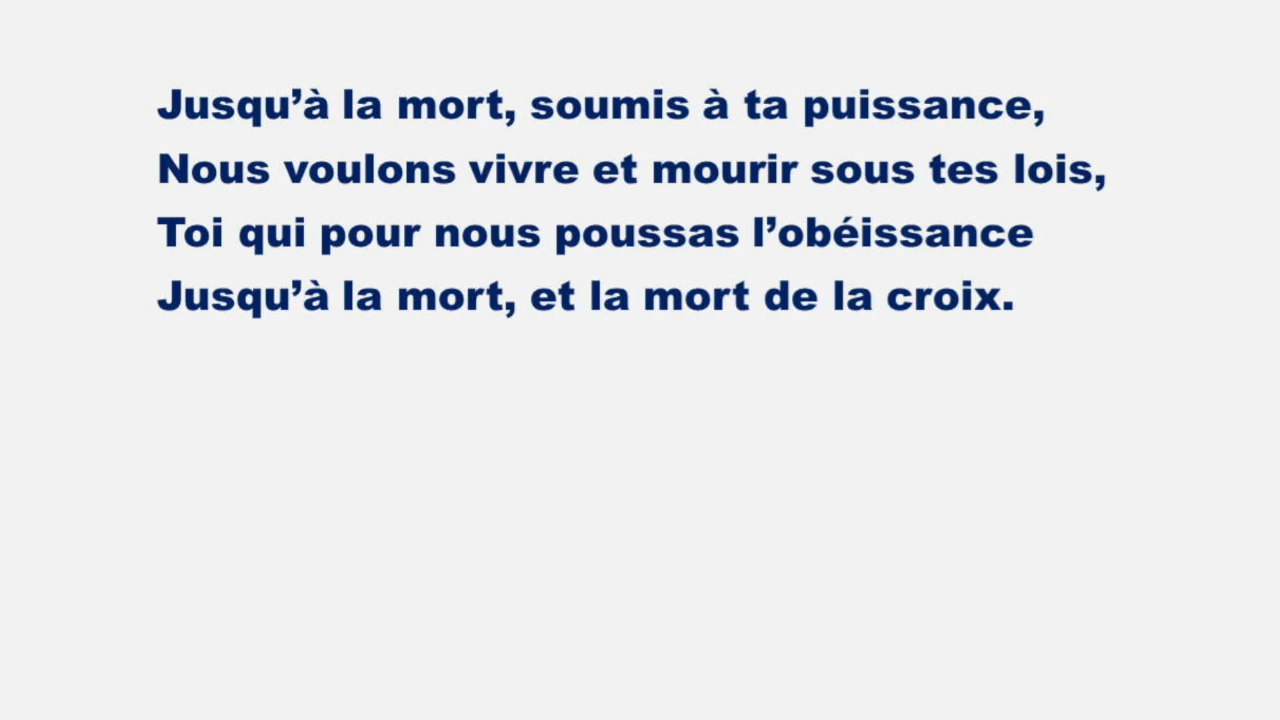 Jusqu’à la mort, soumis à ta puissance,
Nous voulons vivre et mourir sous tes lois,
Toi qui pour nous poussas l’obéissance
Jusqu’à la mort, et la mort de la croix.